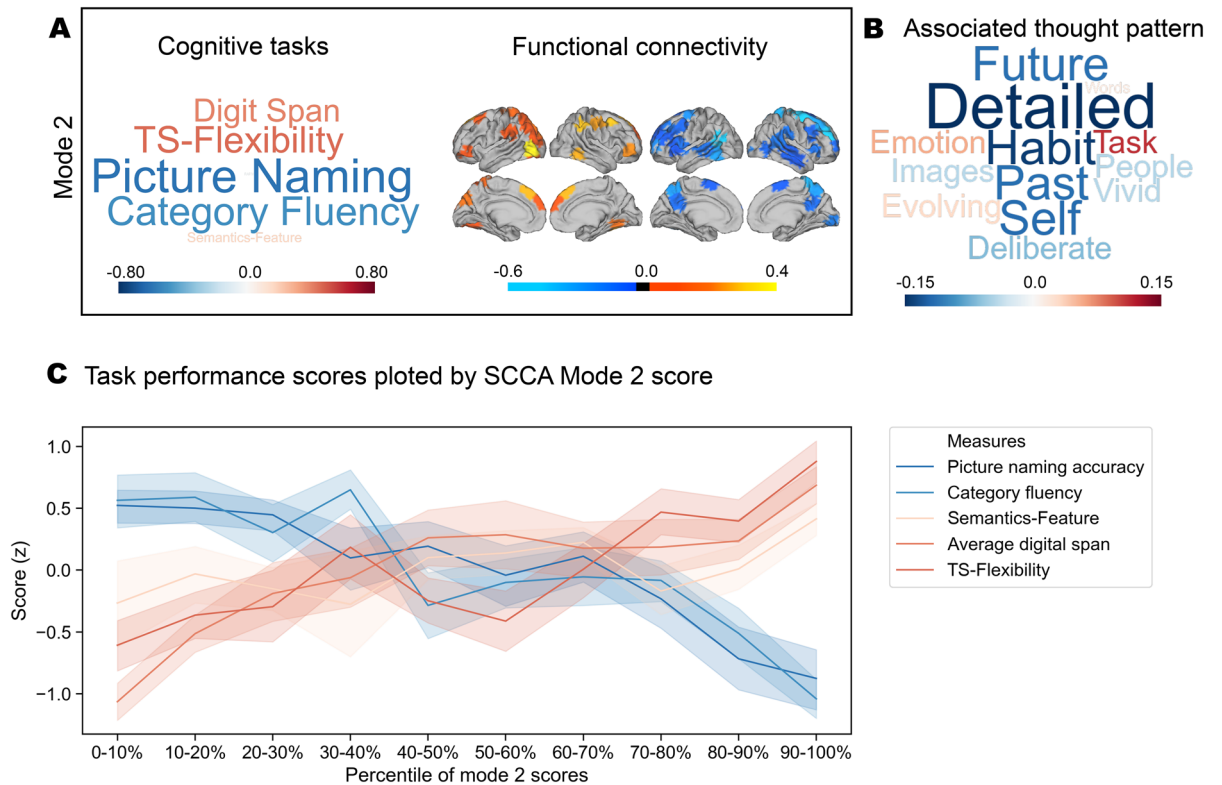 A
Cognitive tasks
Functional connectivity
Mode 2
Digit Span
TS-Flexibility
Picture Naming
Category Fluency
Semantics-Feature
-0.80 0.0 0.80
-0.6 0.0 0.4
B Associated thought pattern
Future
Words
Detailed
Emotion Habit Task
Images Past People
Vivid
Evolving Self
Deliberate
-0.15 0.0 0.15
C Task performance scores ploted by SCCA Mode 2 score
Score (z)
1.0
0.5
0.0
−0.5
−1.0
0-10% 10-20% 20-30% 30-40% 40-50% 50-60% 60-70% 70-80% 80-90% 90-100%
Percentile of mode 2 scores
Measures
Picture naming accuracy
Category fluency
Semantics-Feature
Average digital span
TS-Flexibility